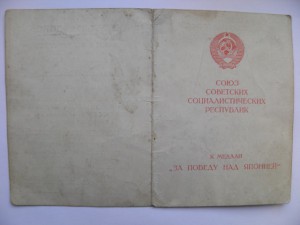 СОЮЗ
СОВЕТСКИХ
СОЦИАЛИСТИЧЕСКИХ
РЕСПУБЛИК
К МЕДАЛИ
„ЗА ПОБЕДУ НАД ЯПОНИЕЙ"